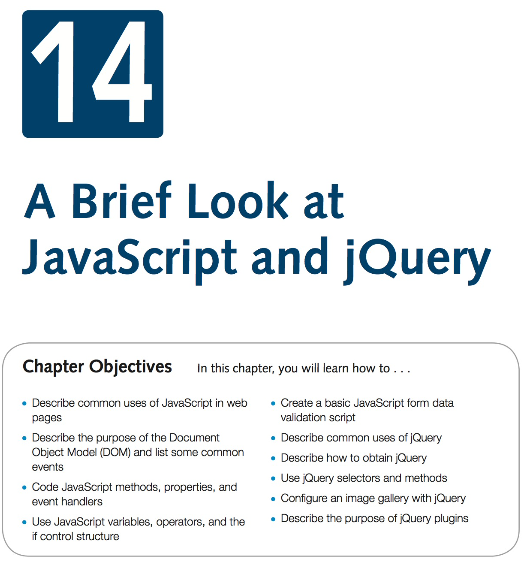 14
A Brief Look at
JavaScript and jQuery
Chapter Objectives In this chapter, you will learn how to . . .
• Describe common uses of JavaScript in web
pages
• Describe the purpose of the Document
Object Model (DOM) and list some common
events
• Code JavaScript methods, properties, and
event handlers
• Use JavaScript variables, operators, and the
if control structure
• Create a basic JavaScript form data
validation script
• Describe common uses of jQuery
• Describe how to obtain jQuery
• Use jQuery selectors and methods
• Configure an image gallery with jQuery
• Describe the purpose of jQuery plugins